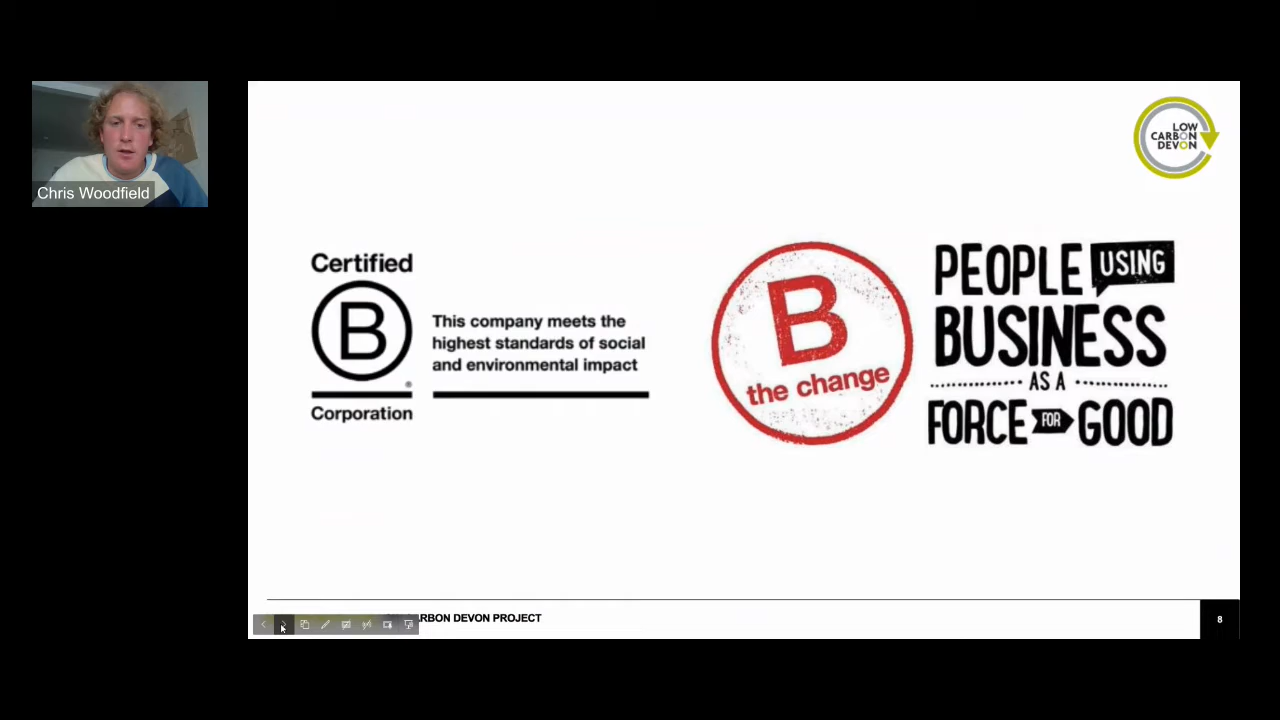 Chris Woodfield
LOW
CARBON
DEVON
Certified
B
®
Corporation
This company meets the
highest standards of social
and environmental impact
B
the change
PEOPLE USING
BUSINESS
AS A
FORCE FOR GOOD
DEVON PROJECT
8